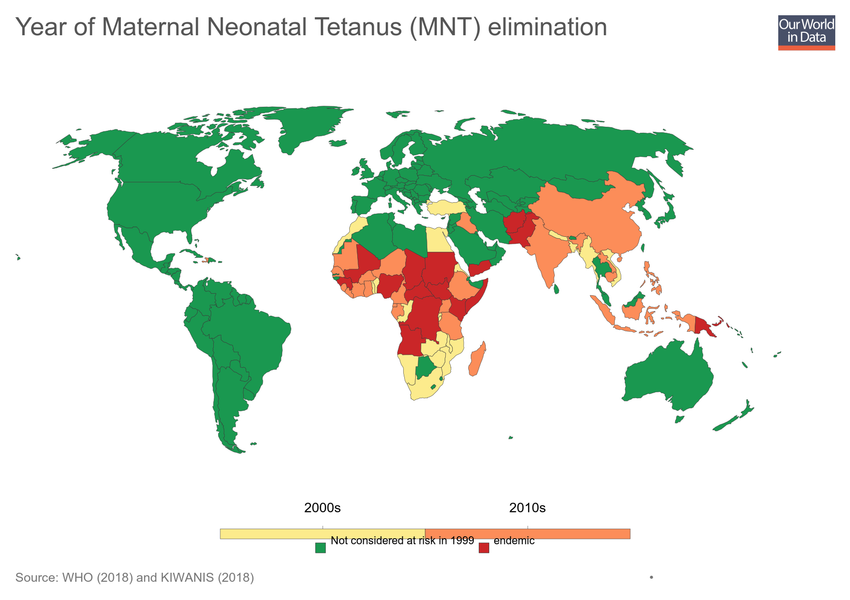 Year of Maternal Neonatal Tetanus (MNT) elimination
Our World
in Data
2000s
2010s
Not considered at risk in 1999
endemic
Source: WHO (2018) and KIWANIS (2018)